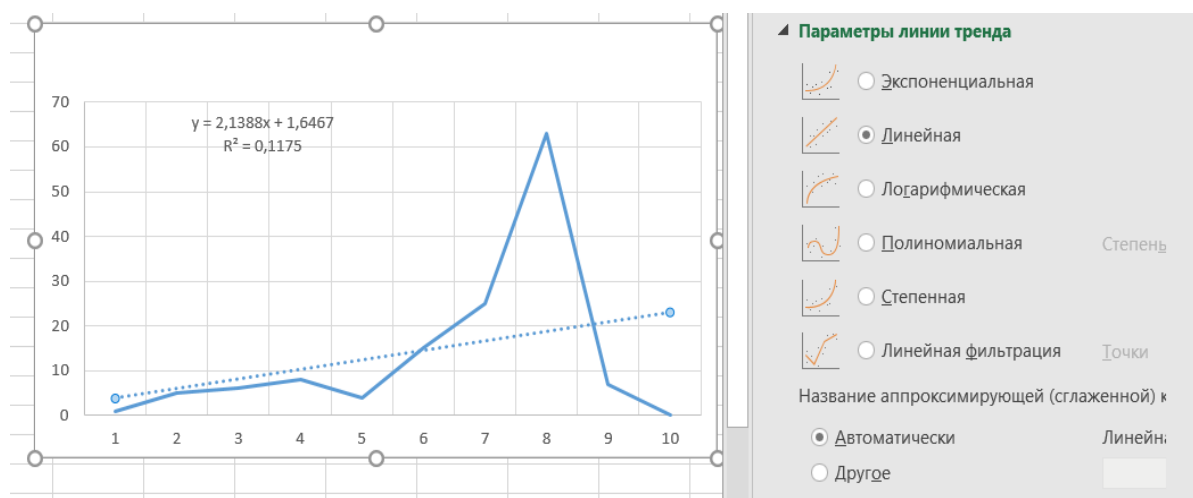 70
60
50
40
30
20
10
0
y = 2,1388x + 1,6467
R² = 0,1175
1 2 3 4 5 6 7 8 9 10
Параметры линии тренда
Экспоненциальная
Линейная
Логарифмическая
Полиномиальная Степень
Степенная
Линейная фильтрация Точки
Название аппроксимирующей (сглаженной) к
Автоматически Линейна
Другое